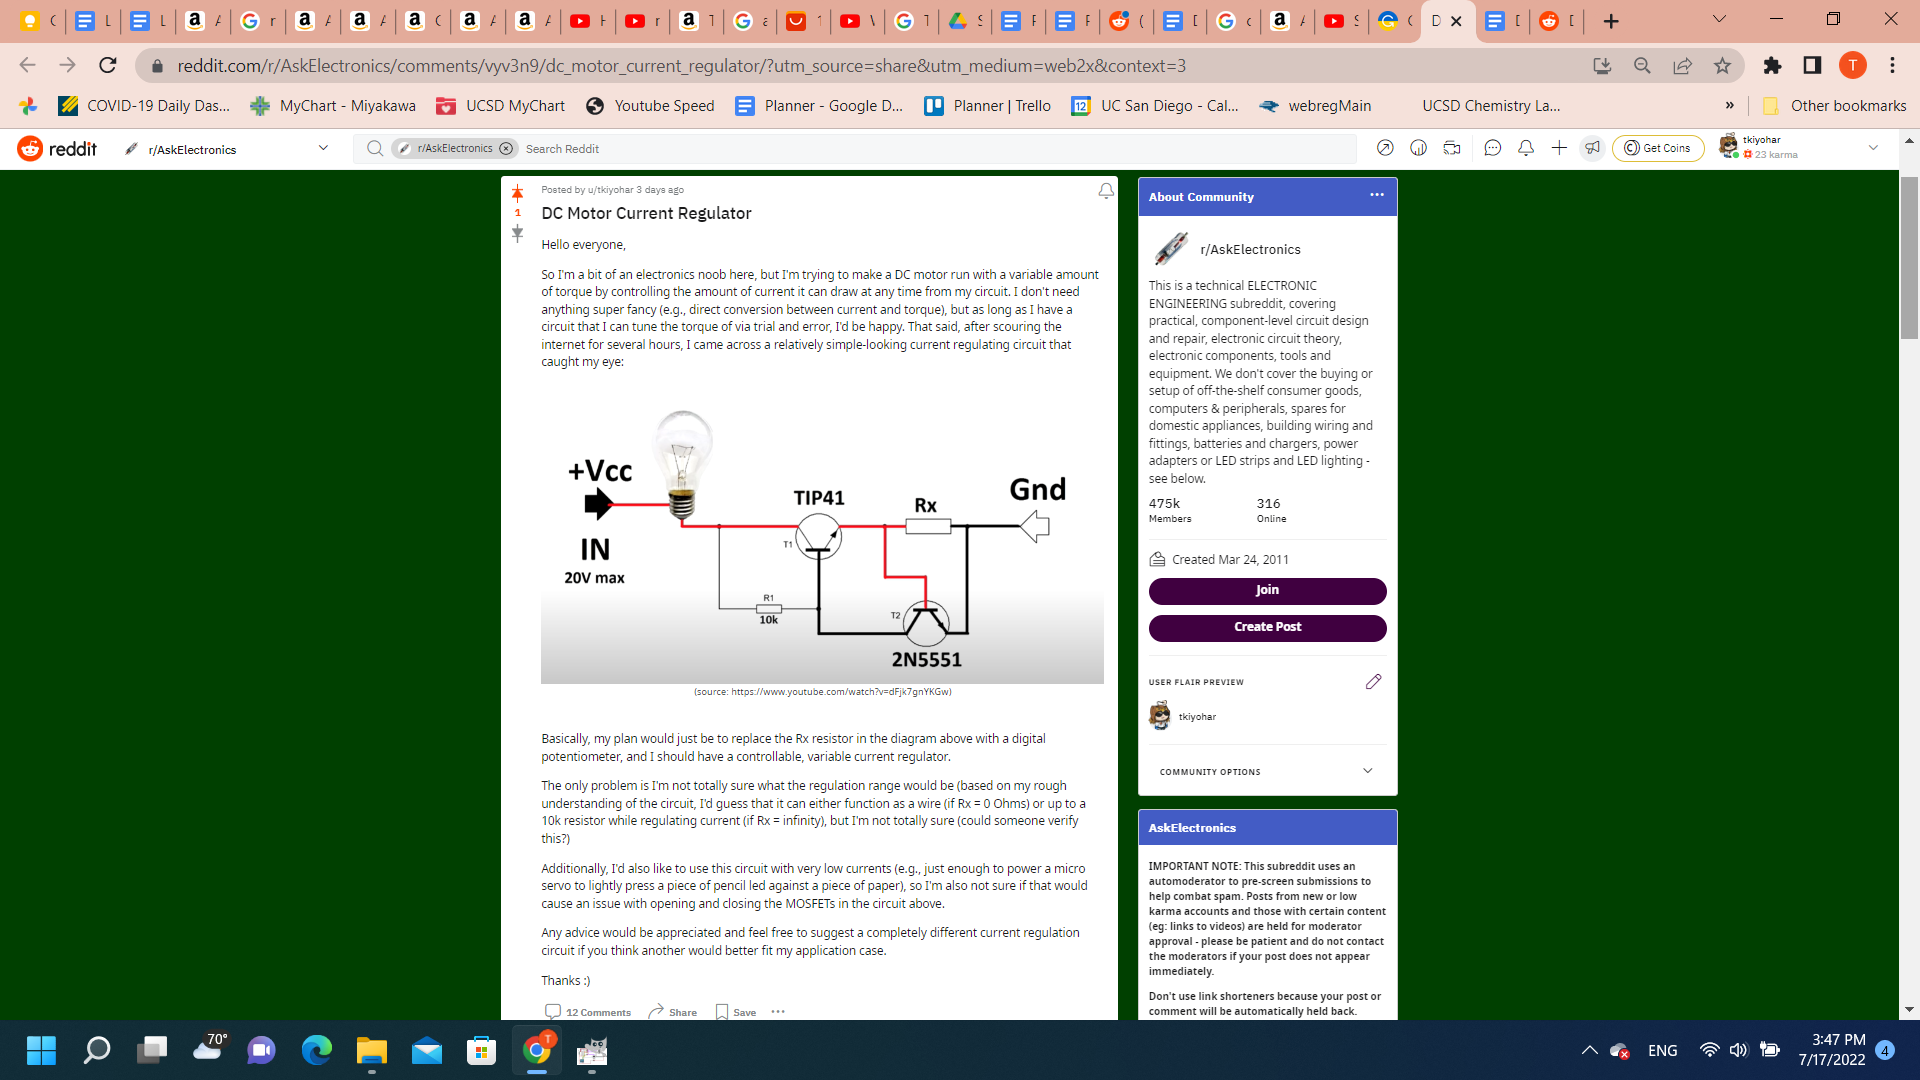 reddit.com/r/AskElectronics/comments/vyv3n9/dc_motor_current_regulator/?utm_source=share&utm_medium=web2x&context=3
T
COVID-19 Daily Das...
MyChart - Miyakawa
UCSD MyChart
Youtube Speed
Planner - Google D...
Planner | Trello
12
UC San Diego - Cal...
webregMain
UCSD Chemistry La...
»
Other bookmarks
reddit
r/AskElectronics
r/AskElectronics
Search Reddit
Get Coins
tkiyohar
23 karma
1
Posted by u/tkiyohar 3 days ago
DC Motor Current Regulator
Hello everyone,
So I'm a bit of an electronics noob here, but I'm trying to make a DC motor run with a variable amount
of torque by controlling the amount of current it can draw at any time from my circuit. I don't need
anything super fancy (e.g., direct conversion between current and torque), but as long as I have a
circuit that I can tune the torque of via trial and error, I'd be happy. That said, after scouring the
internet for several hours, I came across a relatively simple-looking current regulating circuit that
caught my eye:
+Vcc
IN
20V max
TIP41
T1
Rx
Gnd
R1
10k
T2
2N5551
(source: https://www.youtube.com/watch?v=dFjk7gnYKGw)
Basically, my plan would just be to replace the Rx resistor in the diagram above with a digital
potentiometer, and I should have a controllable, variable current regulator.
The only problem is I'm not totally sure what the regulation range would be (based on my rough
understanding of the circuit, I'd guess that it can either function as a wire (if Rx = 0 Ohms) or up to a
10k resistor while regulating current (if Rx = infinity), but I'm not totally sure (could someone verify
this?)
Additionally, I'd also like to use this circuit with very low currents (e.g., just enough to power a micro
servo to lightly press a piece of pencil led against a piece of paper), so I'm also not sure if that would
cause an issue with opening and closing the MOSFETs in the circuit above.
Any advice would be appreciated and feel free to suggest a completely different current regulation
circuit if you think another would better fit my application case.
Thanks :)
12 Comments
Share
Save
About Community
r/AskElectronics
This is a technical ELECTRONIC
ENGINEERING subreddit, covering
practical, component-level circuit design
and repair, electronic circuit theory,
electronic components, tools and
equipment. We don't cover the buying or
setup of off-the-shelf consumer goods,
computers & peripherals, spares for
domestic appliances, building wiring and
fittings, batteries and chargers, power
adapters or LED strips and LED lighting -
see below.
475k
Members
316
Online
Created Mar 24, 2011
Join
Create Post
USER FLAIR PREVIEW
tkiyohar
COMMUNITY OPTIONS
AskElectronics
IMPORTANT NOTE: This subreddit uses an
automoderator to pre-screen submissions to
help combat spam. Posts from new or low
karma accounts and those with certain content
(eg: links to videos) are held for moderator
approval - please be patient and do not contact
the moderators if your post does not appear
immediately.
Don't use link shorteners because your post or
comment will be automatically held back.
70°
T
ENG
3:47 PM
7/17/2022
4